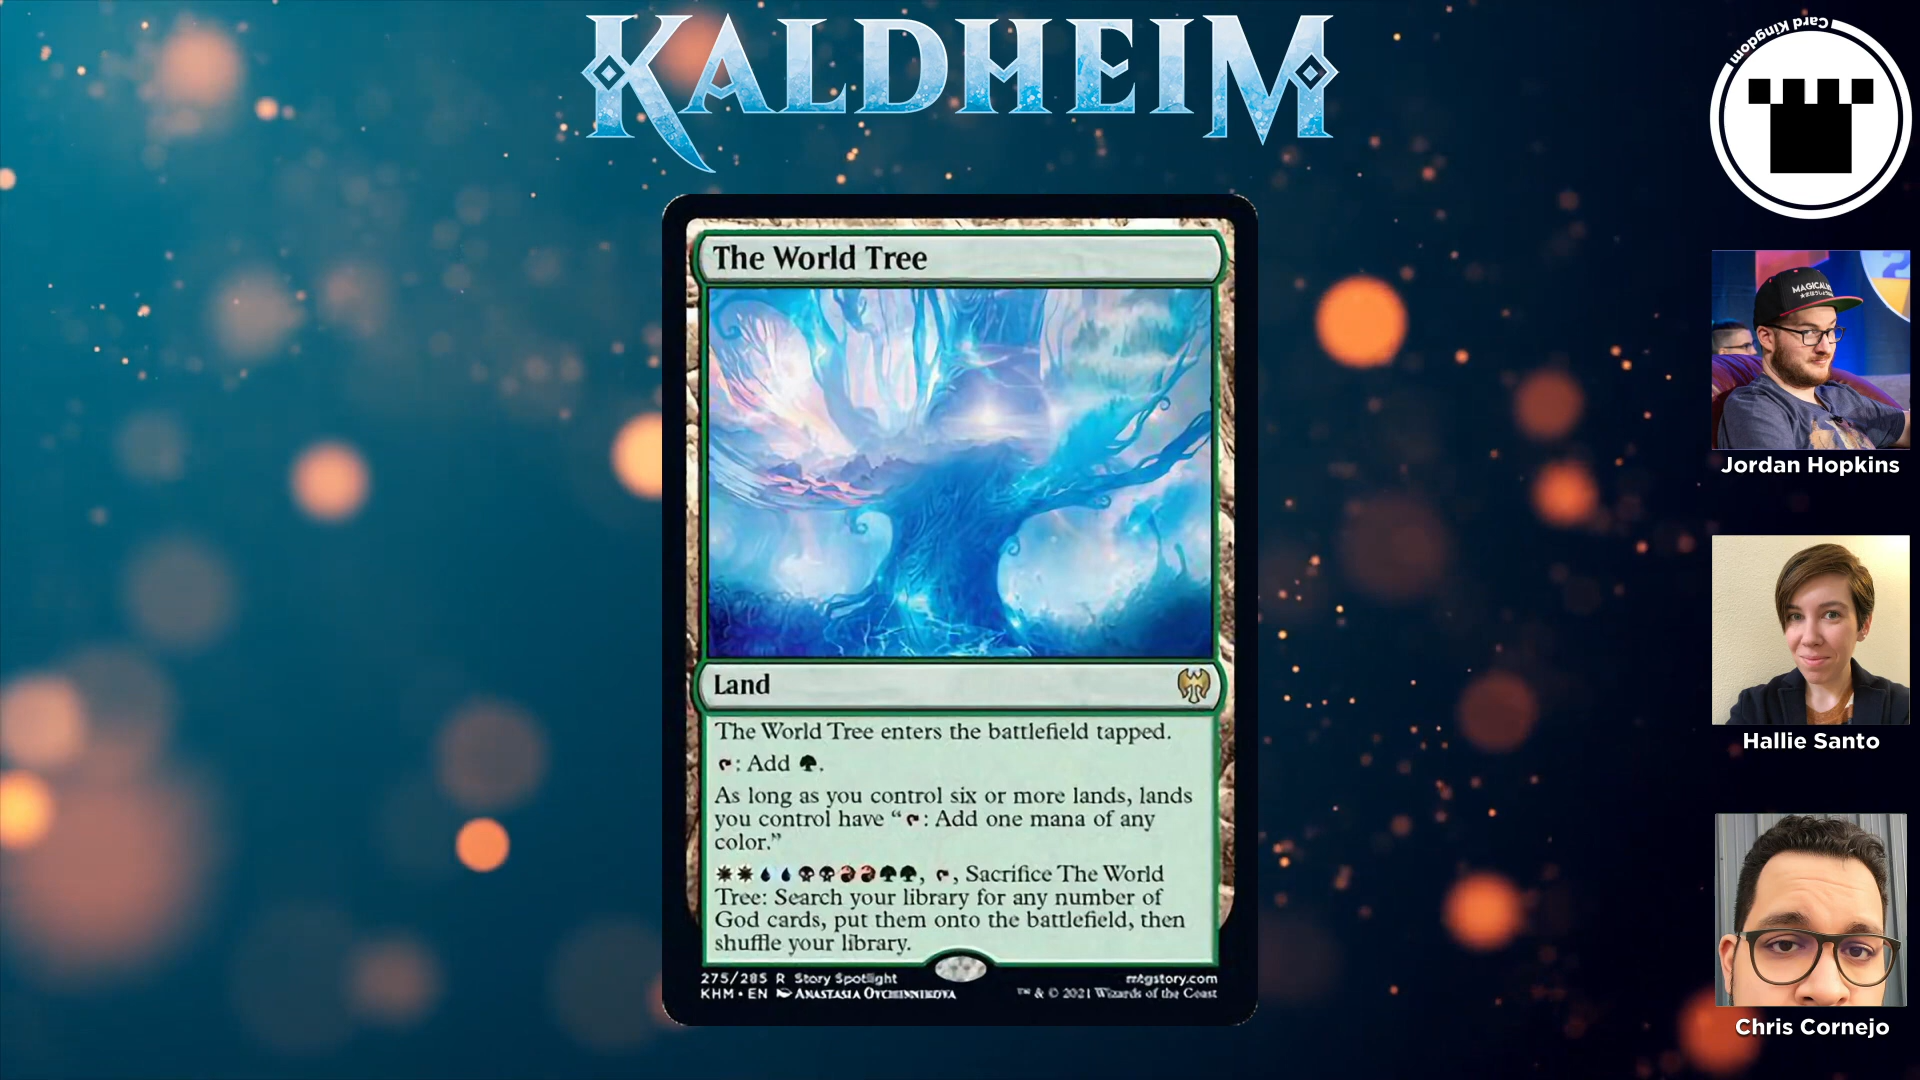 KALDHEIM
Card Kingdom
The World Tree
Land
The World Tree enters the battlefield tapped.
: Add .
As long as you control six or more lands, lands
you control have “ : Add one mana of any
color.”
, , Sacrifice The World
Tree: Search your library for any number of
God cards, put them onto the battlefield, then
shuffle your library.
275/285 R Story Spotlight
mtgstory.com
KHM • EN Anastasia Ovchinnikova
™ & © 2021 Wizards of the Coast
Jordan Hopkins
Hallie Santo
Chris Cornejo